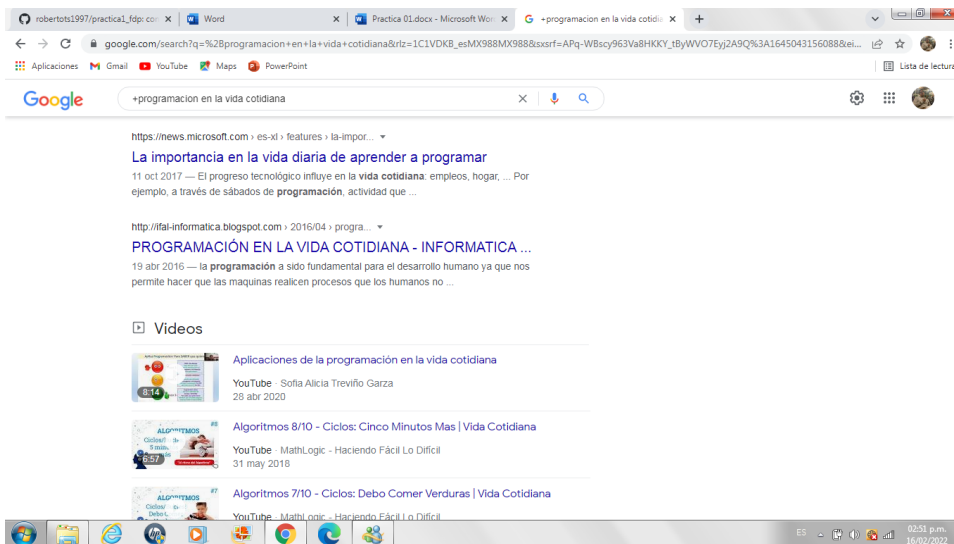 robertots1997/practica1_fdp: con
Word
Practica 01.docx - Microsoft Wor
+programacion en la vida cotidia
google.com/search?q=%2Bprogramacion+en+la+vida+cotidiana&rlz=1C1VDKB_esMX988MX988&sxsrf=APq-WBscy963Va8HKKY_tByWVO7Eyj2A9Q%3A1645043156088&ei...
Aplicaciones
Gmail
YouTube
Maps
PowerPoint
Lista de lectura
Google
+programacion en la vida cotidiana
https://news.microsoft.com › es-xl › features › la-impor...
La importancia en la vida diaria de aprender a programar
11 oct 2017 — El progreso tecnológico influye en la vida cotidiana: empleos, hogar, ... Por
ejemplo, a través de sábados de programación, actividad que ...
http://ifal-informatica.blogspot.com › 2016/04 › progra...
PROGRAMACIÓN EN LA VIDA COTIDIANA - INFORMATICA ...
19 abr 2016 — la programación a sido fundamental para el desarrollo humano ya que nos
permite hacer que las maquinas realicen procesos que los humanos no ...
Videos
8:14
Aplicaciones de la programación en la vida cotidiana
YouTube · Sofia Alicia Treviño Garza
28 abr 2020
ALGORITMOS
#8
6:57
Algoritmos 8/10 - Ciclos: Cinco Minutos Mas | Vida Cotidiana
YouTube · MathLogic - Haciendo Fácil Lo Difícil
31 may 2018
ALGORITMOS
#7
Algoritmos 7/10 - Ciclos: Debo Comer Verduras | Vida Cotidiana
YouTube · MathLogic - Haciendo Fácil Lo Difícil
ES
02:51 p.m.
16/02/2022